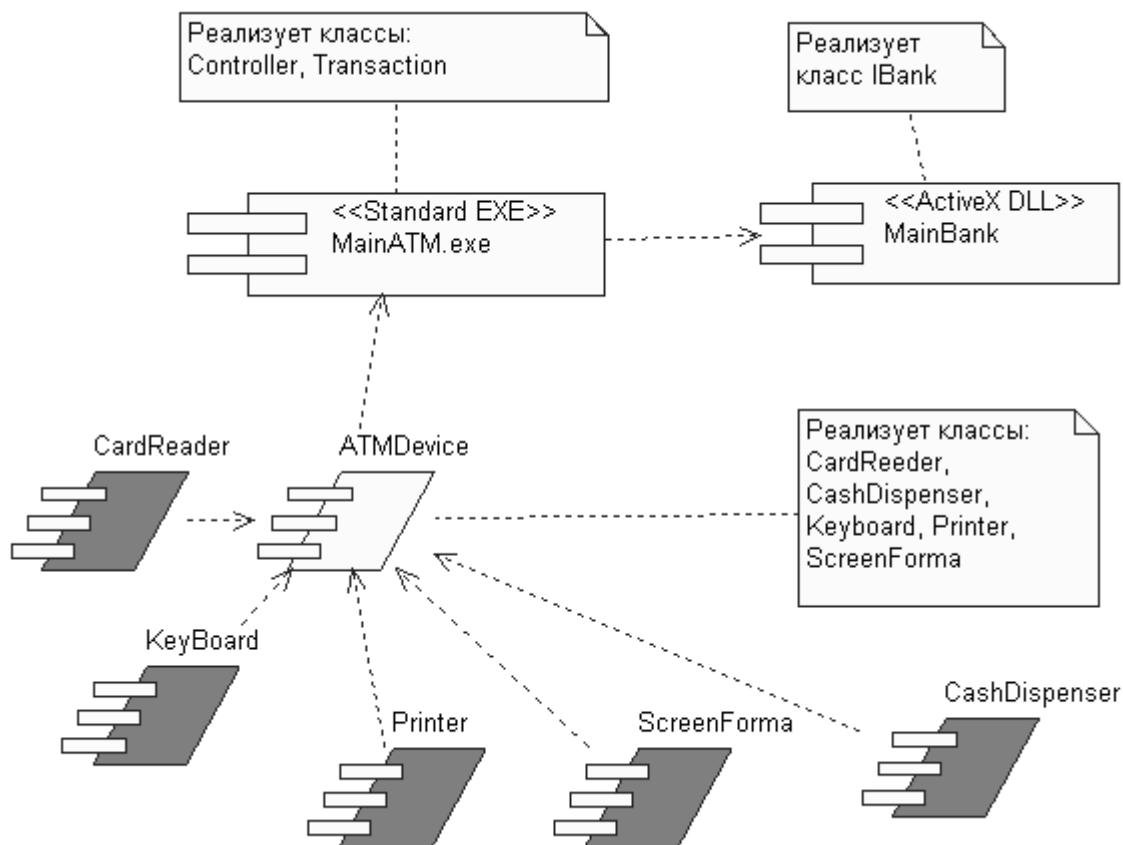 Реализует классы:
Controller, Transaction
Реализует
класс IBank
<<Standard EXE>>
MainATM.exe
<<ActiveX DLL>>
MainBank
CardReader
ATMDevice
Реализует классы:
CardReeder,
CashDispenser,
Keyboard, Printer,
ScreenForma
KeyBoard
Printer
ScreenForma
CashDispenser